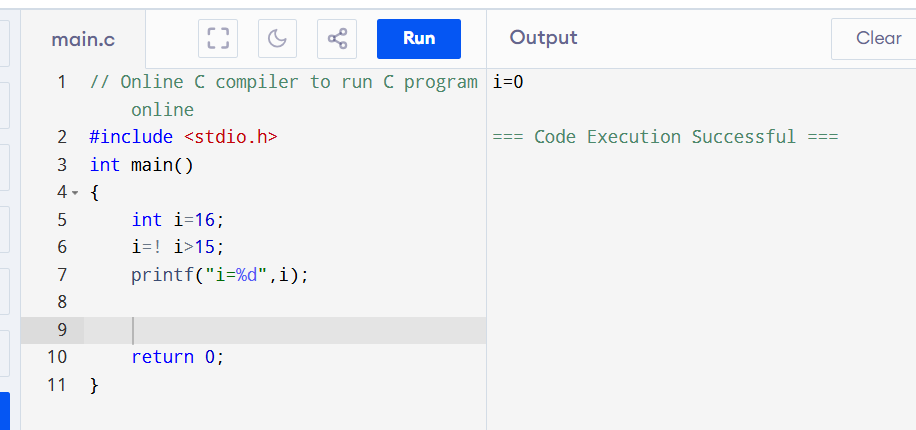 main.c
Run
Output
Clear
1 // Online C compiler to run C program
online
2 #include <stdio.h>
3 int main()
4 {
5 int i=16;
6 i=! i>15;
7 printf("i=%d",i);
8
9
10 return 0;
11 }
i=0
=== Code Execution Successful ===